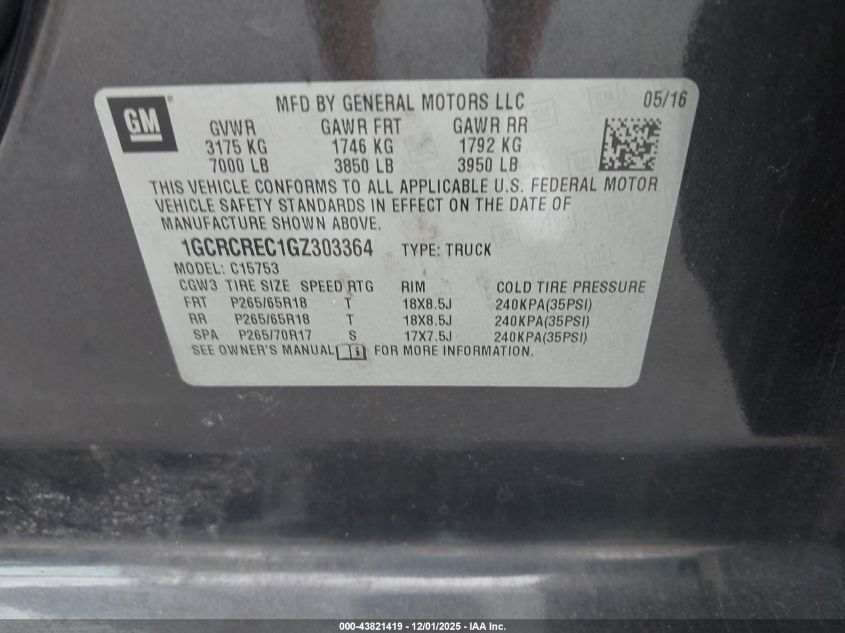 GM
MFD BY GENERAL MOTORS LLC 05/16
GVWR GAWR FRT GAWR RR
3175 KG 1746 KG 1792 KG
7000 LB 3850 LB 3950 LB
THIS VEHICLE CONFORMS TO ALL APPLICABLE U.S. FEDERAL MOTOR
VEHICLE SAFETY STANDARDS IN EFFECT ON THE DATE OF
MANUFACTURE SHOWN ABOVE.
1GCRCREC1GZ303364 TYPE: TRUCK
MODEL: C15753
CGW3 TIRE SIZE SPEED RTG RIM COLD TIRE PRESSURE
FRT P265/65R18 T 18X8.5J 240KPA(35PSI)
RR P265/65R18 T 18X8.5J 240KPA(35PSI)
SPA P265/70R17 S 17X7.5J 240KPA(35PSI)
SEE OWNER'S MANUAL i FOR MORE INFORMATION.
000-43821419 - 12/01/2025 - IAA Inc.